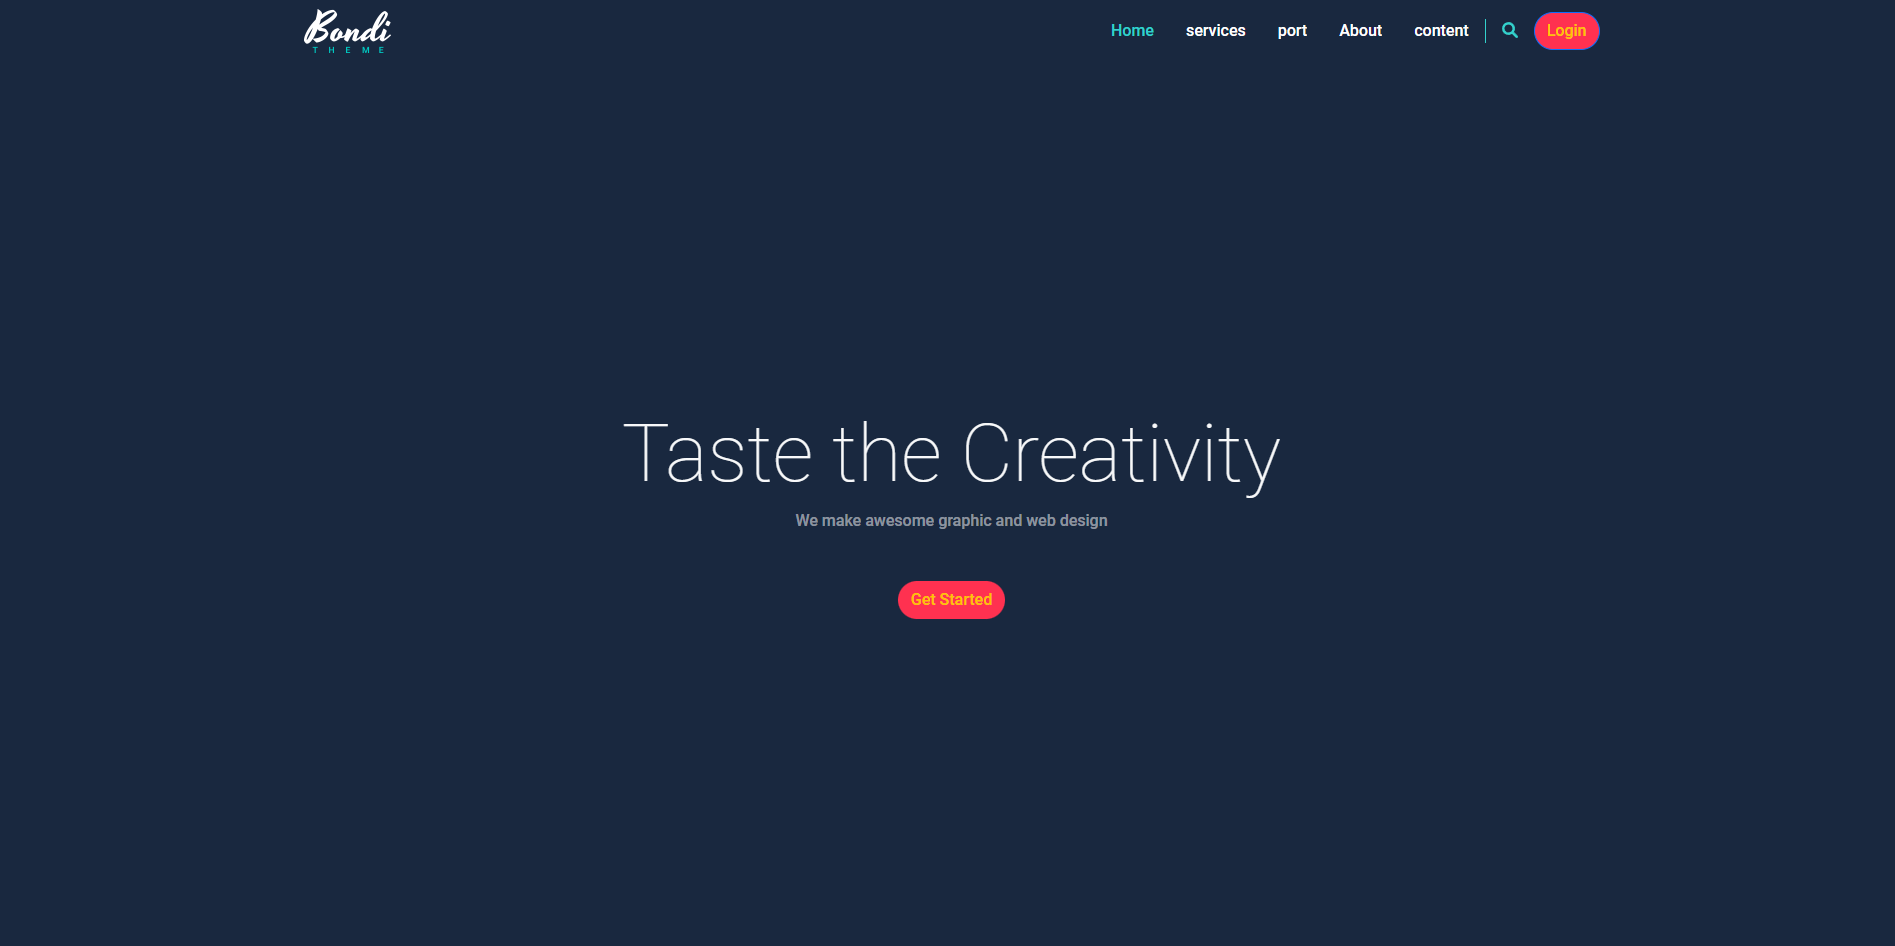 Bondi
THEME
Home services port About content Login
Taste the Creativity
We make awesome graphic and web design
Get Started